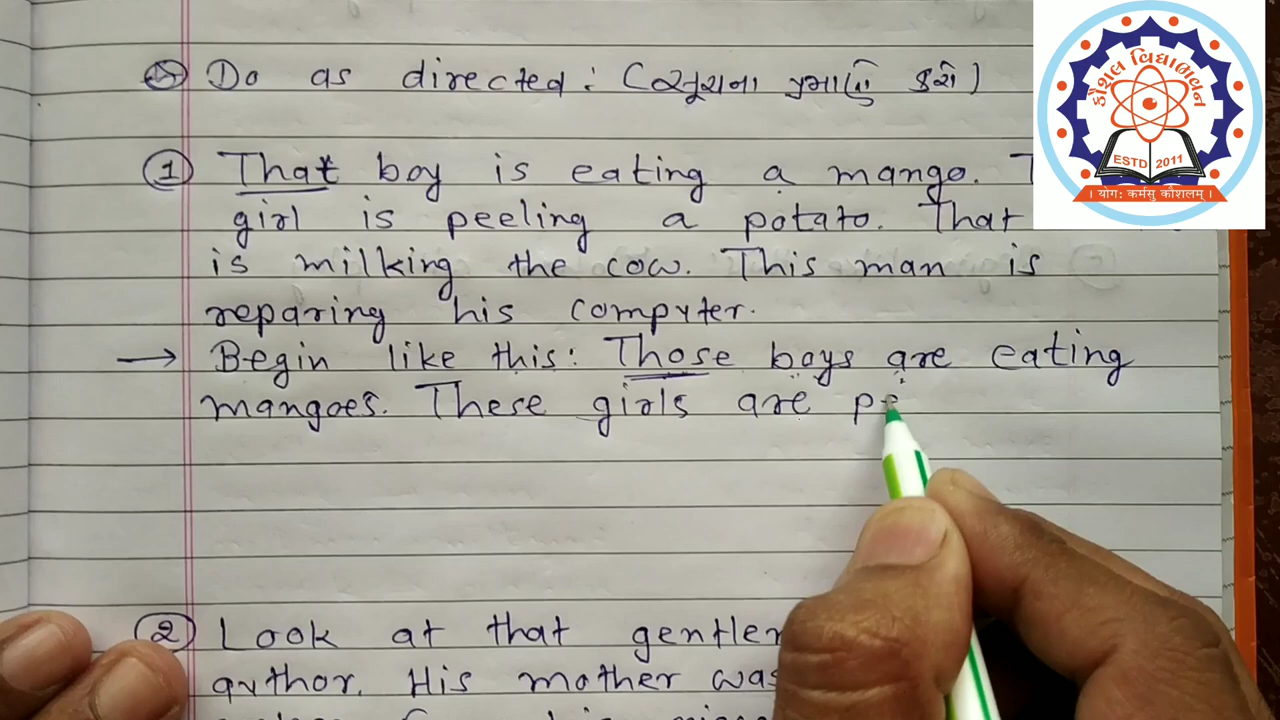 Do as directed: (સૂચના પ્રમાણે કરો)
① That boy is eating a mango.
girl is peeling a potato. That
is milking the cow. This man is
reparing his computer.
→ Begin like this: Those boys are eating
mangoes. These girls are pe
② Look at that
author. His mother was
કૌશલ વિદ્યાભવન
ESTD 2011
। योगः कर्मसु कौशलम् ।